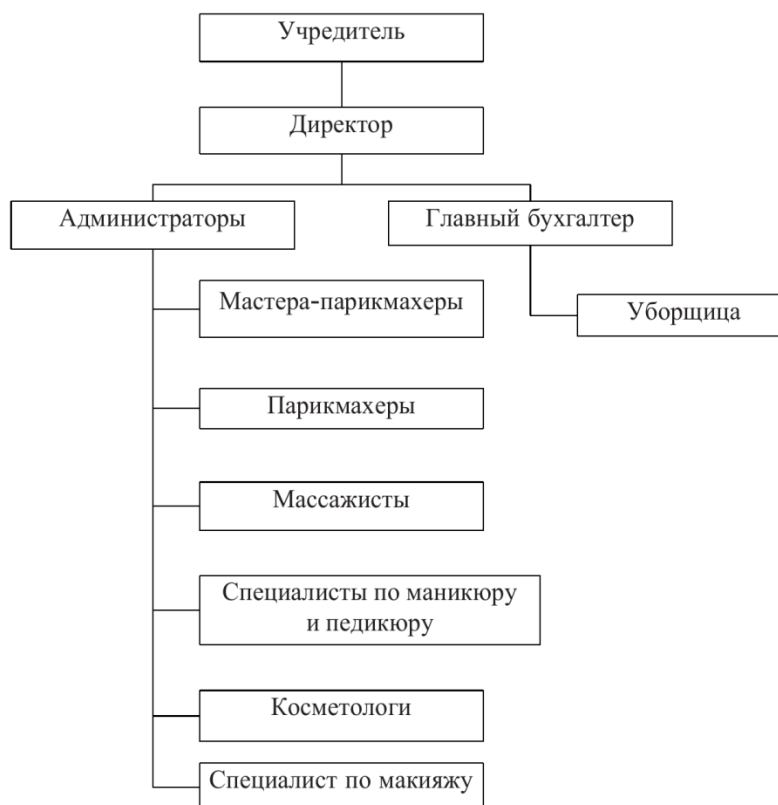 Учредитель
Директор
Администраторы
Главный бухгалтер
Мастера-парикмахеры
Уборщица
Парикмахеры
Массажисты
Специалисты по маникюру
и педикюру
Косметологи
Специалист по макияжу